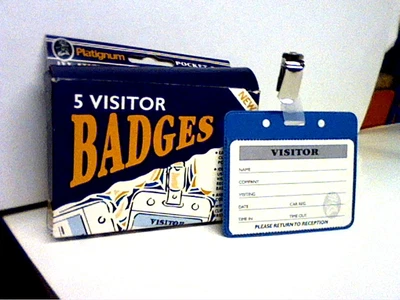 Platignum
POCKET
5 VISITOR
BADGES
NEW
VISITOR
VISITOR
NAME
COMPANY
VISITING
DATE
CAR REG.
TIME IN
TIME OUT
PLEASE RETURN TO RECEPTION